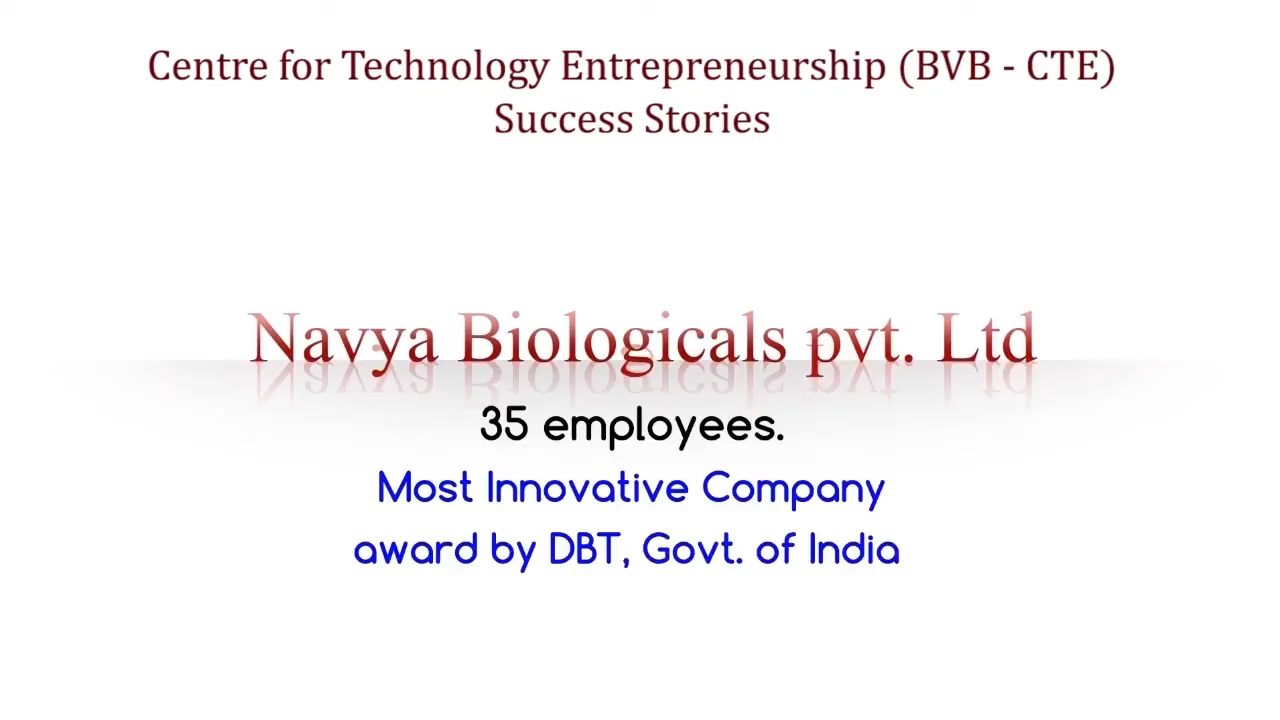 Centre for Technology Entrepreneurship (BVB - CTE)
Success Stories
Navya Biologicals pvt. Ltd
35 employees.
Most Innovative Company
award by DBT, Govt. of India